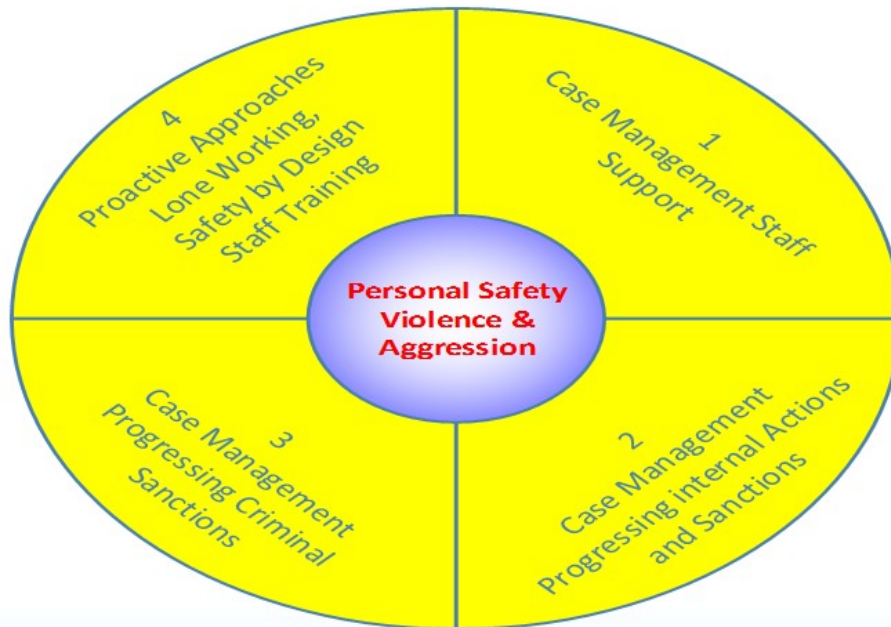 4
Proactive Approaches
Lone Working,
Safety by Design
Staff Training
1
Case Management Staff
Support
Personal Safety
Violence &
Aggression
3
Case Management
Progressing Criminal
Sanctions
2
Case Management
Progressing internal Actions
and Sanctions